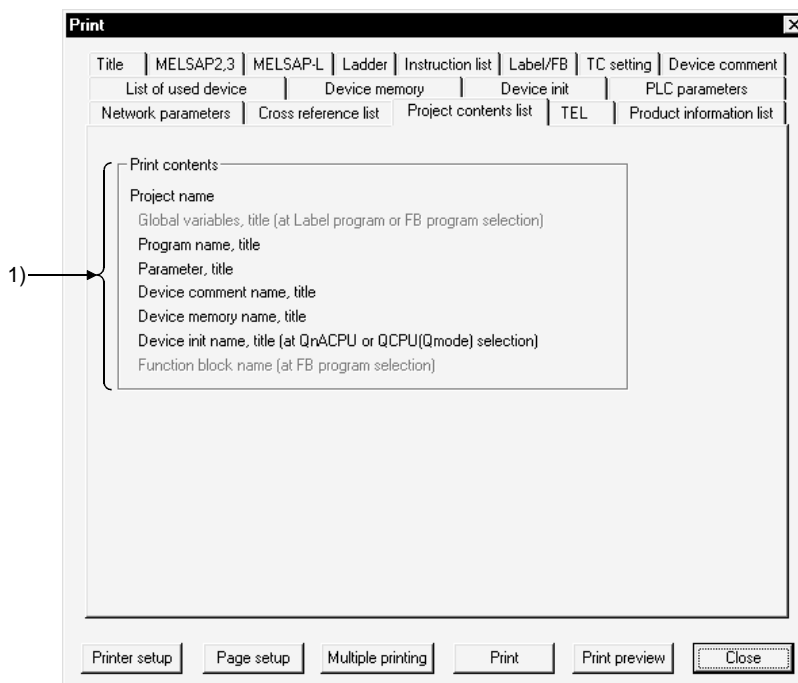 Print
Title MELSAP2,3 MELSAP-L Ladder Instruction list Label/FB TC setting Device comment
List of used device Device memory Device init PLC parameters
Network parameters Cross reference list Project contents list TEL Product information list
Print contents
Project name
Global variables, title (at Label program or FB program selection)
Program name, title
Parameter, title
1)
Device comment name, title
Device memory name, title
Device init name, title (at QnACPU or QCPU(Qmode) selection)
Function block name (at FB program selection)
Printer setup Page setup Multiple printing Print Print preview Close